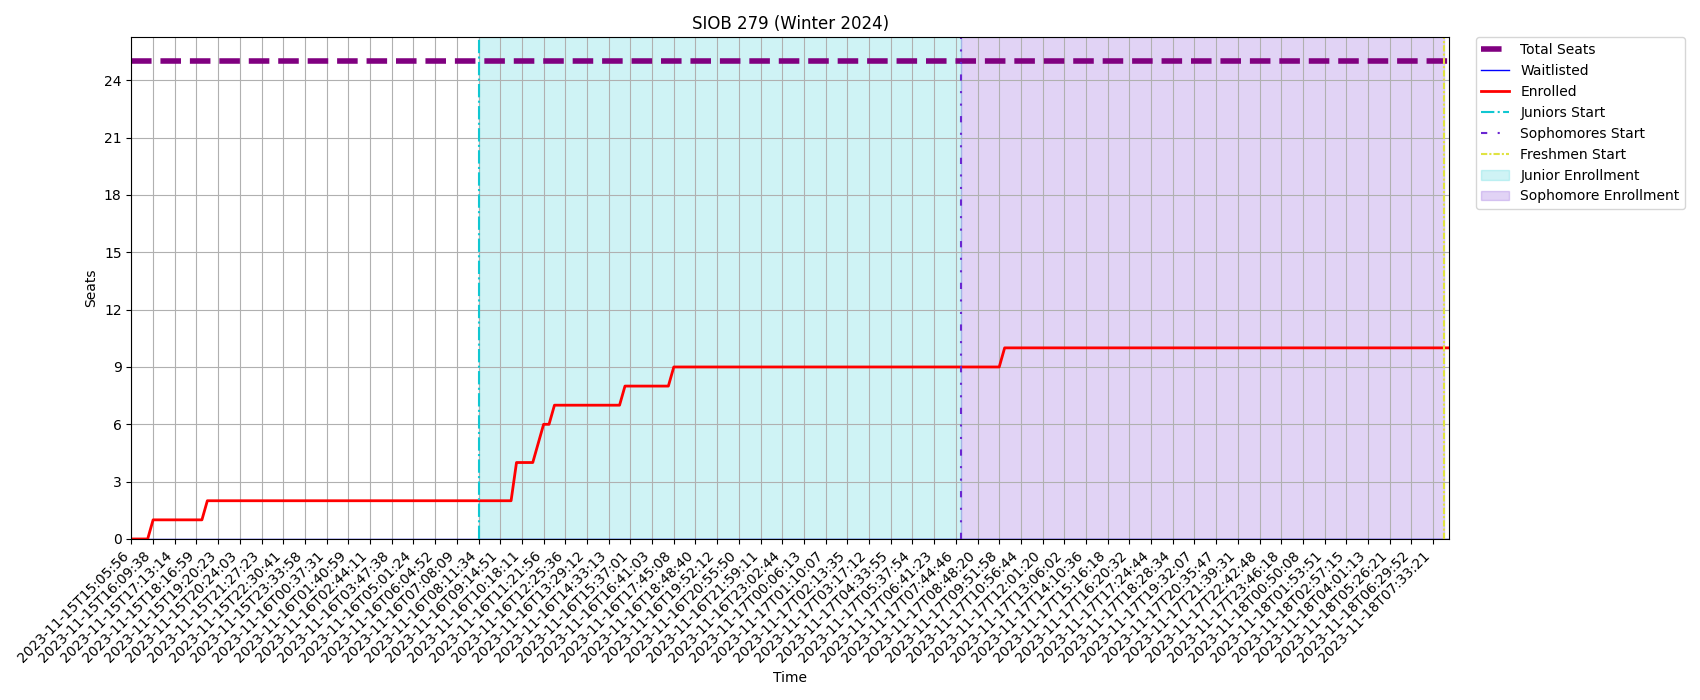 SIOB 279 (Winter 2024)
Total Seats
Waitlisted
Enrolled
Juniors Start
Sophomores Start
Freshmen Start
Junior Enrollment
Sophomore Enrollment
Seats
24
21
18
15
12
9
6
3
0
2023-11-15T15:05:56
2023-11-15T16:09:38
2023-11-15T17:13:14
2023-11-15T18:16:59
2023-11-15T19:20:23
2023-11-15T20:24:03
2023-11-15T21:27:23
2023-11-15T22:30:41
2023-11-15T23:33:58
2023-11-16T00:37:31
2023-11-16T01:40:59
2023-11-16T02:44:11
2023-11-16T03:47:38
2023-11-16T05:01:24
2023-11-16T06:04:52
2023-11-16T07:08:09
2023-11-16T08:11:34
2023-11-16T09:14:51
2023-11-16T10:18:11
2023-11-16T11:21:56
2023-11-16T12:25:36
2023-11-16T13:29:12
2023-11-16T14:33:13
2023-11-16T15:37:01
2023-11-16T16:41:03
2023-11-16T17:45:08
2023-11-16T18:48:40
2023-11-16T19:52:12
2023-11-16T20:55:50
2023-11-16T21:59:11
2023-11-16T23:02:44
2023-11-17T00:06:13
2023-11-17T01:10:07
2023-11-17T02:13:35
2023-11-17T03:17:12
2023-11-17T04:33:55
2023-11-17T05:37:54
2023-11-17T06:41:23
2023-11-17T07:44:46
2023-11-17T08:48:20
2023-11-17T09:51:58
2023-11-17T10:56:44
2023-11-17T12:01:20
2023-11-17T13:06:02
2023-11-17T14:10:36
2023-11-17T15:16:18
2023-11-17T16:20:32
2023-11-17T17:24:44
2023-11-17T18:28:34
2023-11-17T19:32:07
2023-11-17T20:35:47
2023-11-17T21:39:31
2023-11-17T22:42:48
2023-11-17T23:46:18
2023-11-18T00:50:08
2023-11-18T01:53:51
2023-11-18T02:57:15
2023-11-18T04:01:13
2023-11-18T05:26:21
2023-11-18T06:29:52
2023-11-18T07:33:21
Time